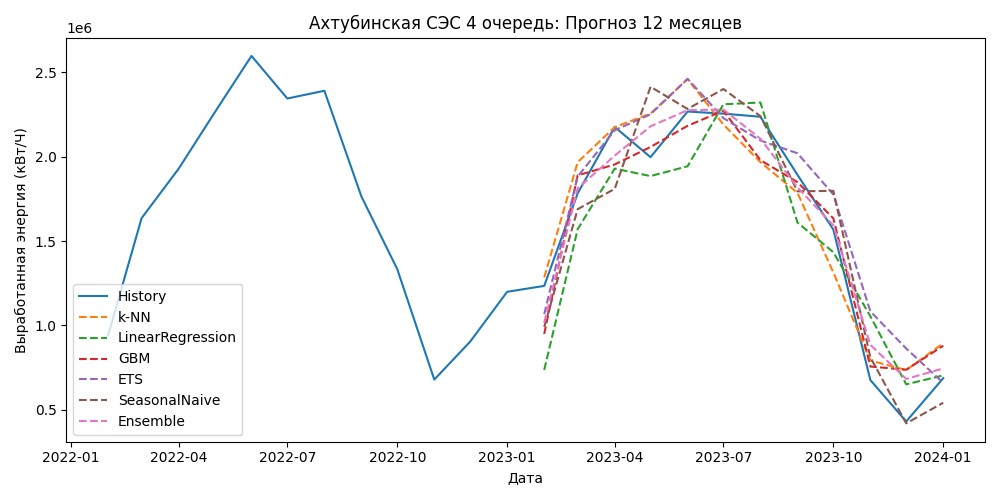 Ахтубинская СЭС 4 очередь: Прогноз 12 месяцев
1e6
Выработанная энергия (кВт/Ч)
2.5
2.0
1.5
1.0
0.5
History
k-NN
LinearRegression
GBM
ETS
SeasonalNaive
Ensemble
2022-01
2022-04
2022-07
2022-10
2023-01
2023-04
2023-07
2023-10
2024-01
Дата